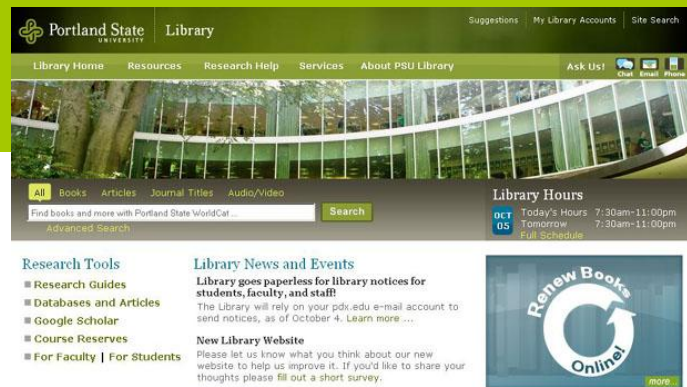 Suggestions | My Library Accounts | Site Search
Portland State UNIVERSITY | Library
Library Home Resources Research Help Services About PSU Library Ask Us! Chat Email Phone
All Books Articles Journal Titles Audio/Video
Find books and more with Portland State WorldCat ... Search
Advanced Search
Library Hours
OCT 05
Today's Hours 7:30am-11:00pm
Tomorrow 7:30am-11:00pm
Full Schedule
Research Tools
Research Guides
Databases and Articles
Google Scholar
Course Reserves
For Faculty | For Students
Library News and Events
Library goes paperless for library notices for
students, faculty, and staff!
The Library will rely on your pdx.edu e-mail account to
send notices, as of October 4. Learn more ...
New Library Website
Please let us know what you think about our new
website to help us improve it. If you'd like to share your
thoughts please fill out a short survey.
Renew Books
Online!
more...